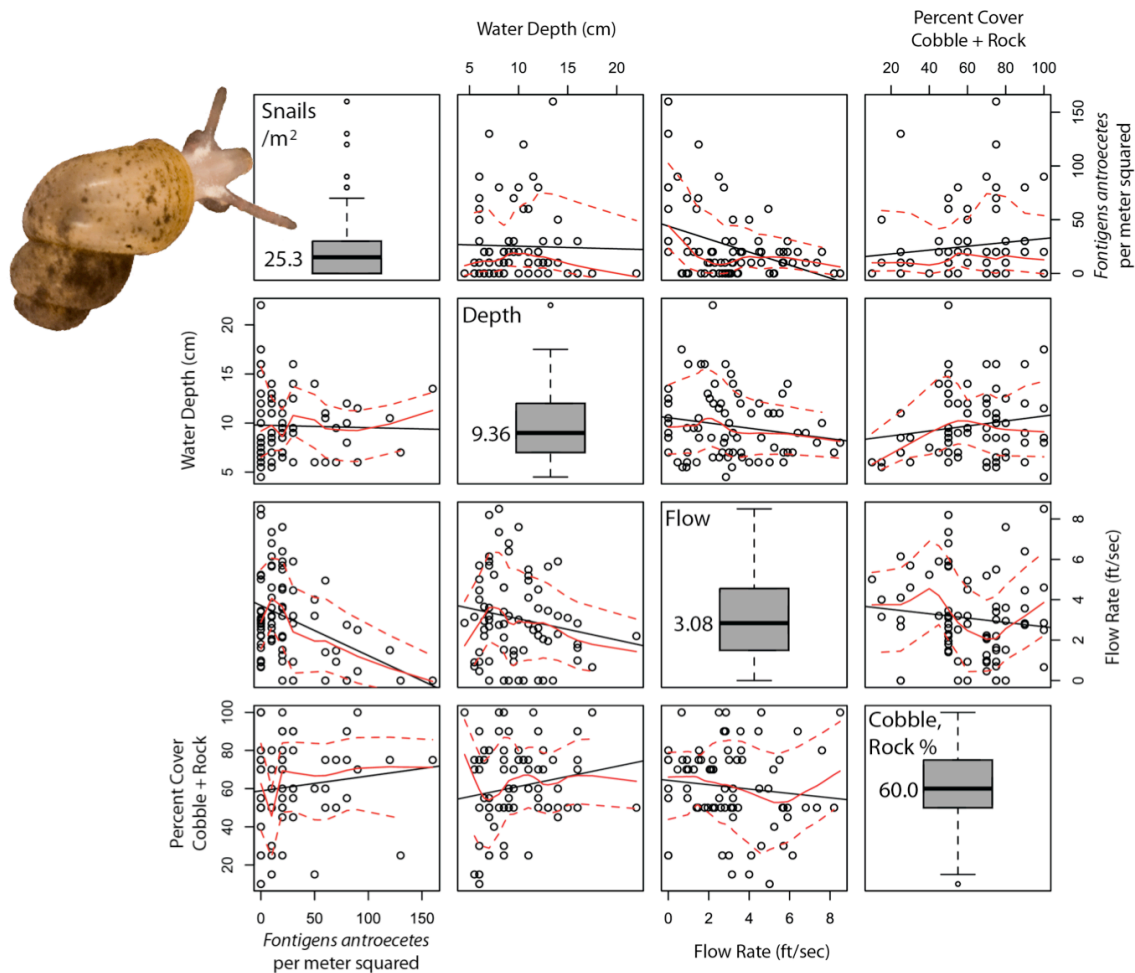 Water Depth (cm)
Percent Cover
Cobble + Rock
5 10 15 20
20 40 60 80 100
Snails
/m²
25.3
0 50 100 150
Fontigens antroecetes
per meter squared
Water Depth (cm)
5 10 15 20
Depth
9.36
Flow
3.08
0 2 4 6 8
Flow Rate (ft/sec)
Percent Cover
Cobble + Rock
20 40 60 80 100
Cobble,
Rock %
60.0
0 50 100 150
0 2 4 6 8
Fontigens antroecetes
per meter squared
Flow Rate (ft/sec)